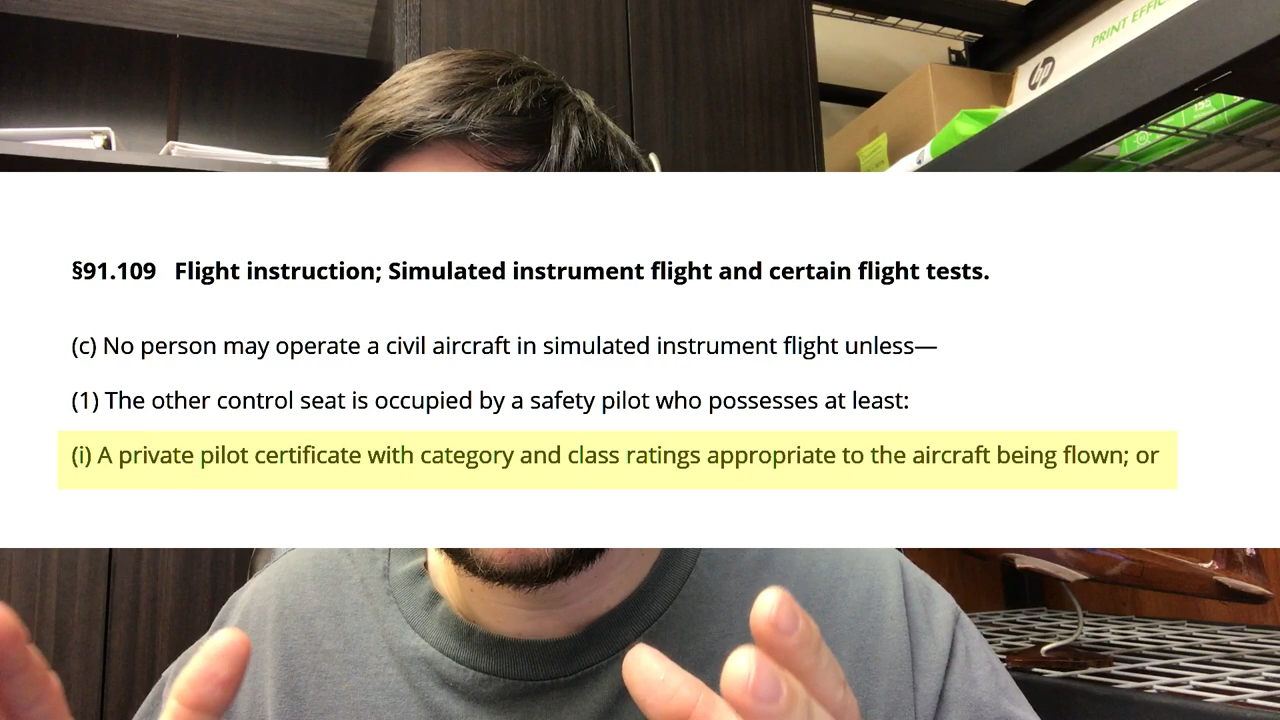 PRINT EFFIC
hp
§91.109 Flight instruction; Simulated instrument flight and certain flight tests.
(c) No person may operate a civil aircraft in simulated instrument flight unless—
(1) The other control seat is occupied by a safety pilot who possesses at least:
(i) A private pilot certificate with category and class ratings appropriate to the aircraft being flown; or